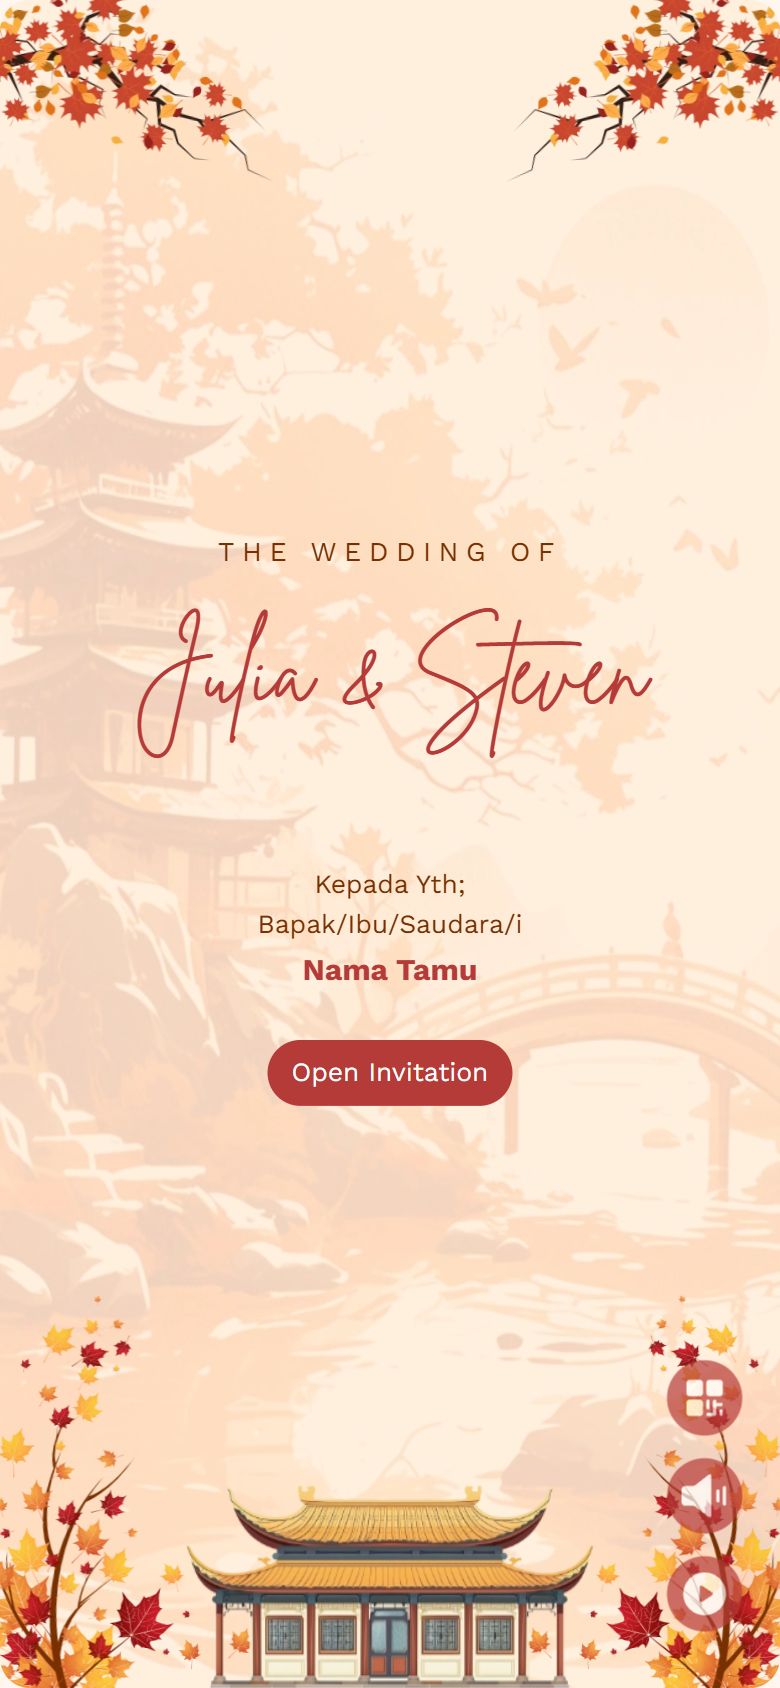 THE WEDDING OF
Julia & Steven
Kepada Yth;
Bapak/Ibu/Saudara/i
Nama Tamu
Open Invitation